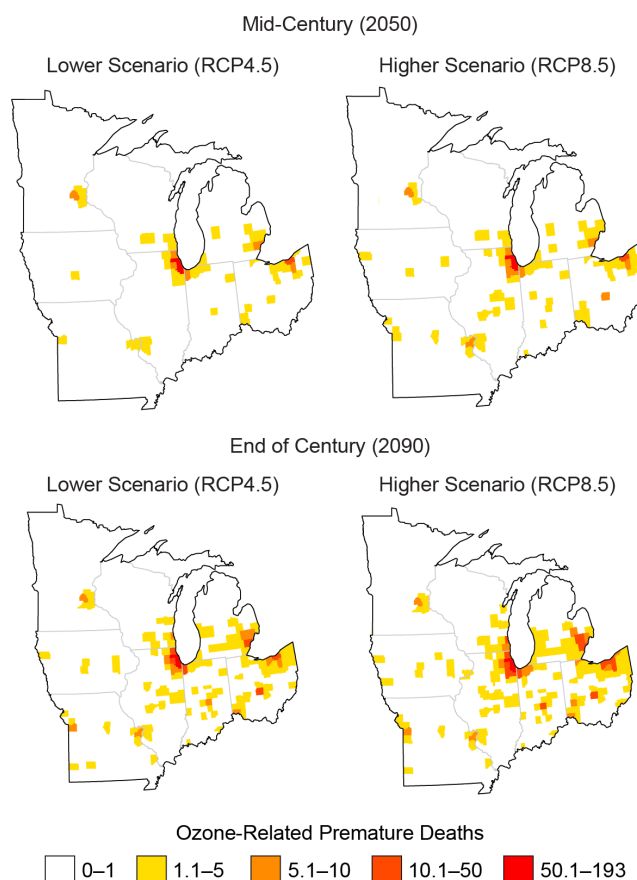 Mid-Century (2050)
Lower Scenario (RCP4.5)
Higher Scenario (RCP8.5)
End of Century (2090)
Lower Scenario (RCP4.5)
Higher Scenario (RCP8.5)
Ozone-Related Premature Deaths
0–1
1.1–5
5.1–10
10.1–50
50.1–193